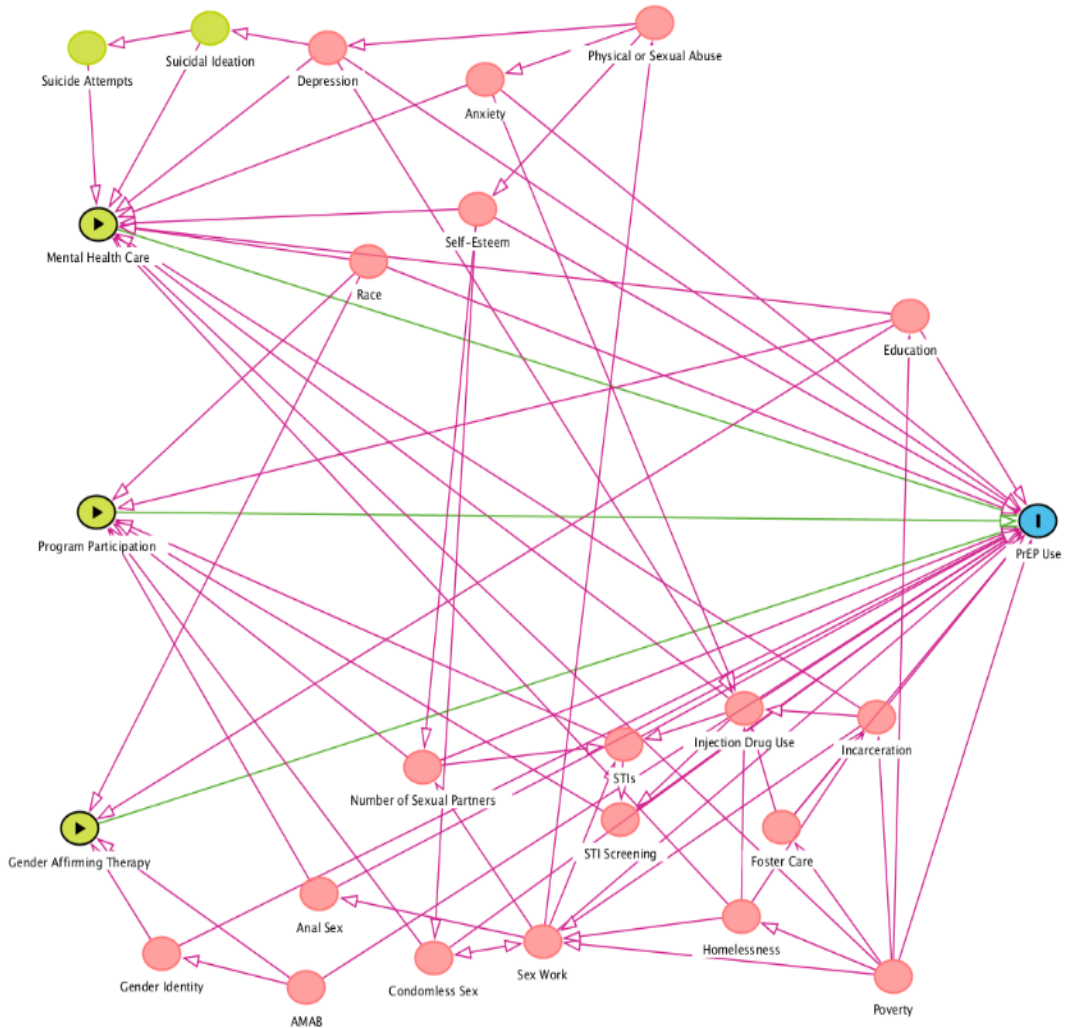 Physical or Sexual Abuse
Suicidal Ideation
Suicide Attempts
Depression
Anxiety
Self-Esteem
Mental Health Care
Race
Education
Program Participation
PrEP Use
Injection Drug Use
Incarceration
STIs
Number of Sexual Partners
STI Screening
Foster Care
Gender Affirming Therapy
Anal Sex
Homelessness
Sex Work
Gender Identity
Condomless Sex
Poverty
AMAB